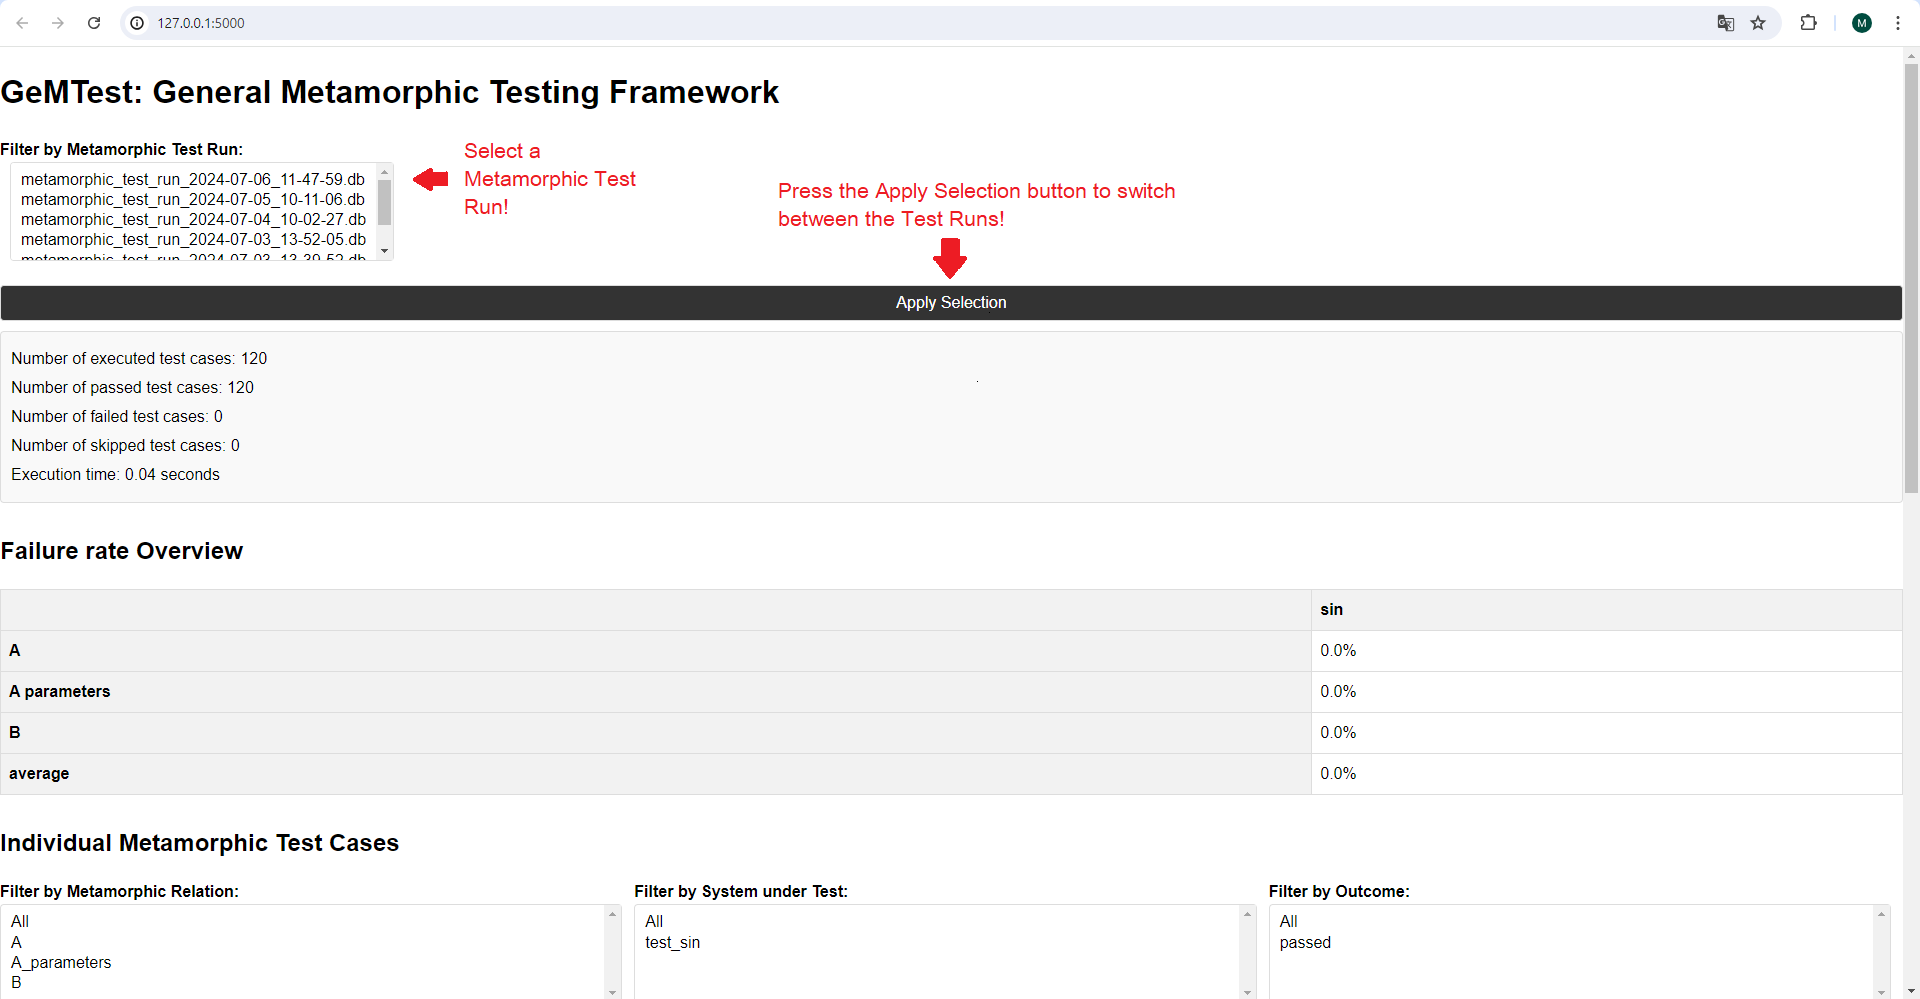 127.0.0.1:5000
M
GeMTest: General Metamorphic Testing Framework
Filter by Metamorphic Test Run:
metamorphic_test_run_2024-07-06_11-47-59.db
metamorphic_test_run_2024-07-05_10-11-06.db
metamorphic_test_run_2024-07-04_10-02-27.db
metamorphic_test_run_2024-07-03_13-52-05.db
metamorphic_test_run_2024-07-03_13-39-52.db
Select a
Metamorphic Test
Run!
Press the Apply Selection button to switch
between the Test Runs!
Apply Selection
Number of executed test cases: 120
Number of passed test cases: 120
Number of failed test cases: 0
Number of skipped test cases: 0
Execution time: 0.04 seconds
Failure rate Overview
sin
A 0.0%
A parameters 0.0%
B 0.0%
average 0.0%
Individual Metamorphic Test Cases
Filter by Metamorphic Relation:
All
A
A_parameters
B
Filter by System under Test:
All
test_sin
Filter by Outcome:
All
passed